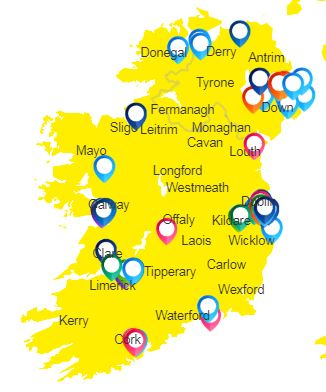 Donegal
Derry
Antrim
Tyrone
Down
Fermanagh
Sligo
Leitrim
Monaghan
Cavan
Louth
Mayo
Longford
Westmeath
Galway
Dublin
Offaly
Kildare
Laois
Wicklow
Clare
Tipperary
Carlow
Limerick
Wexford
Waterford
Kerry
Cork